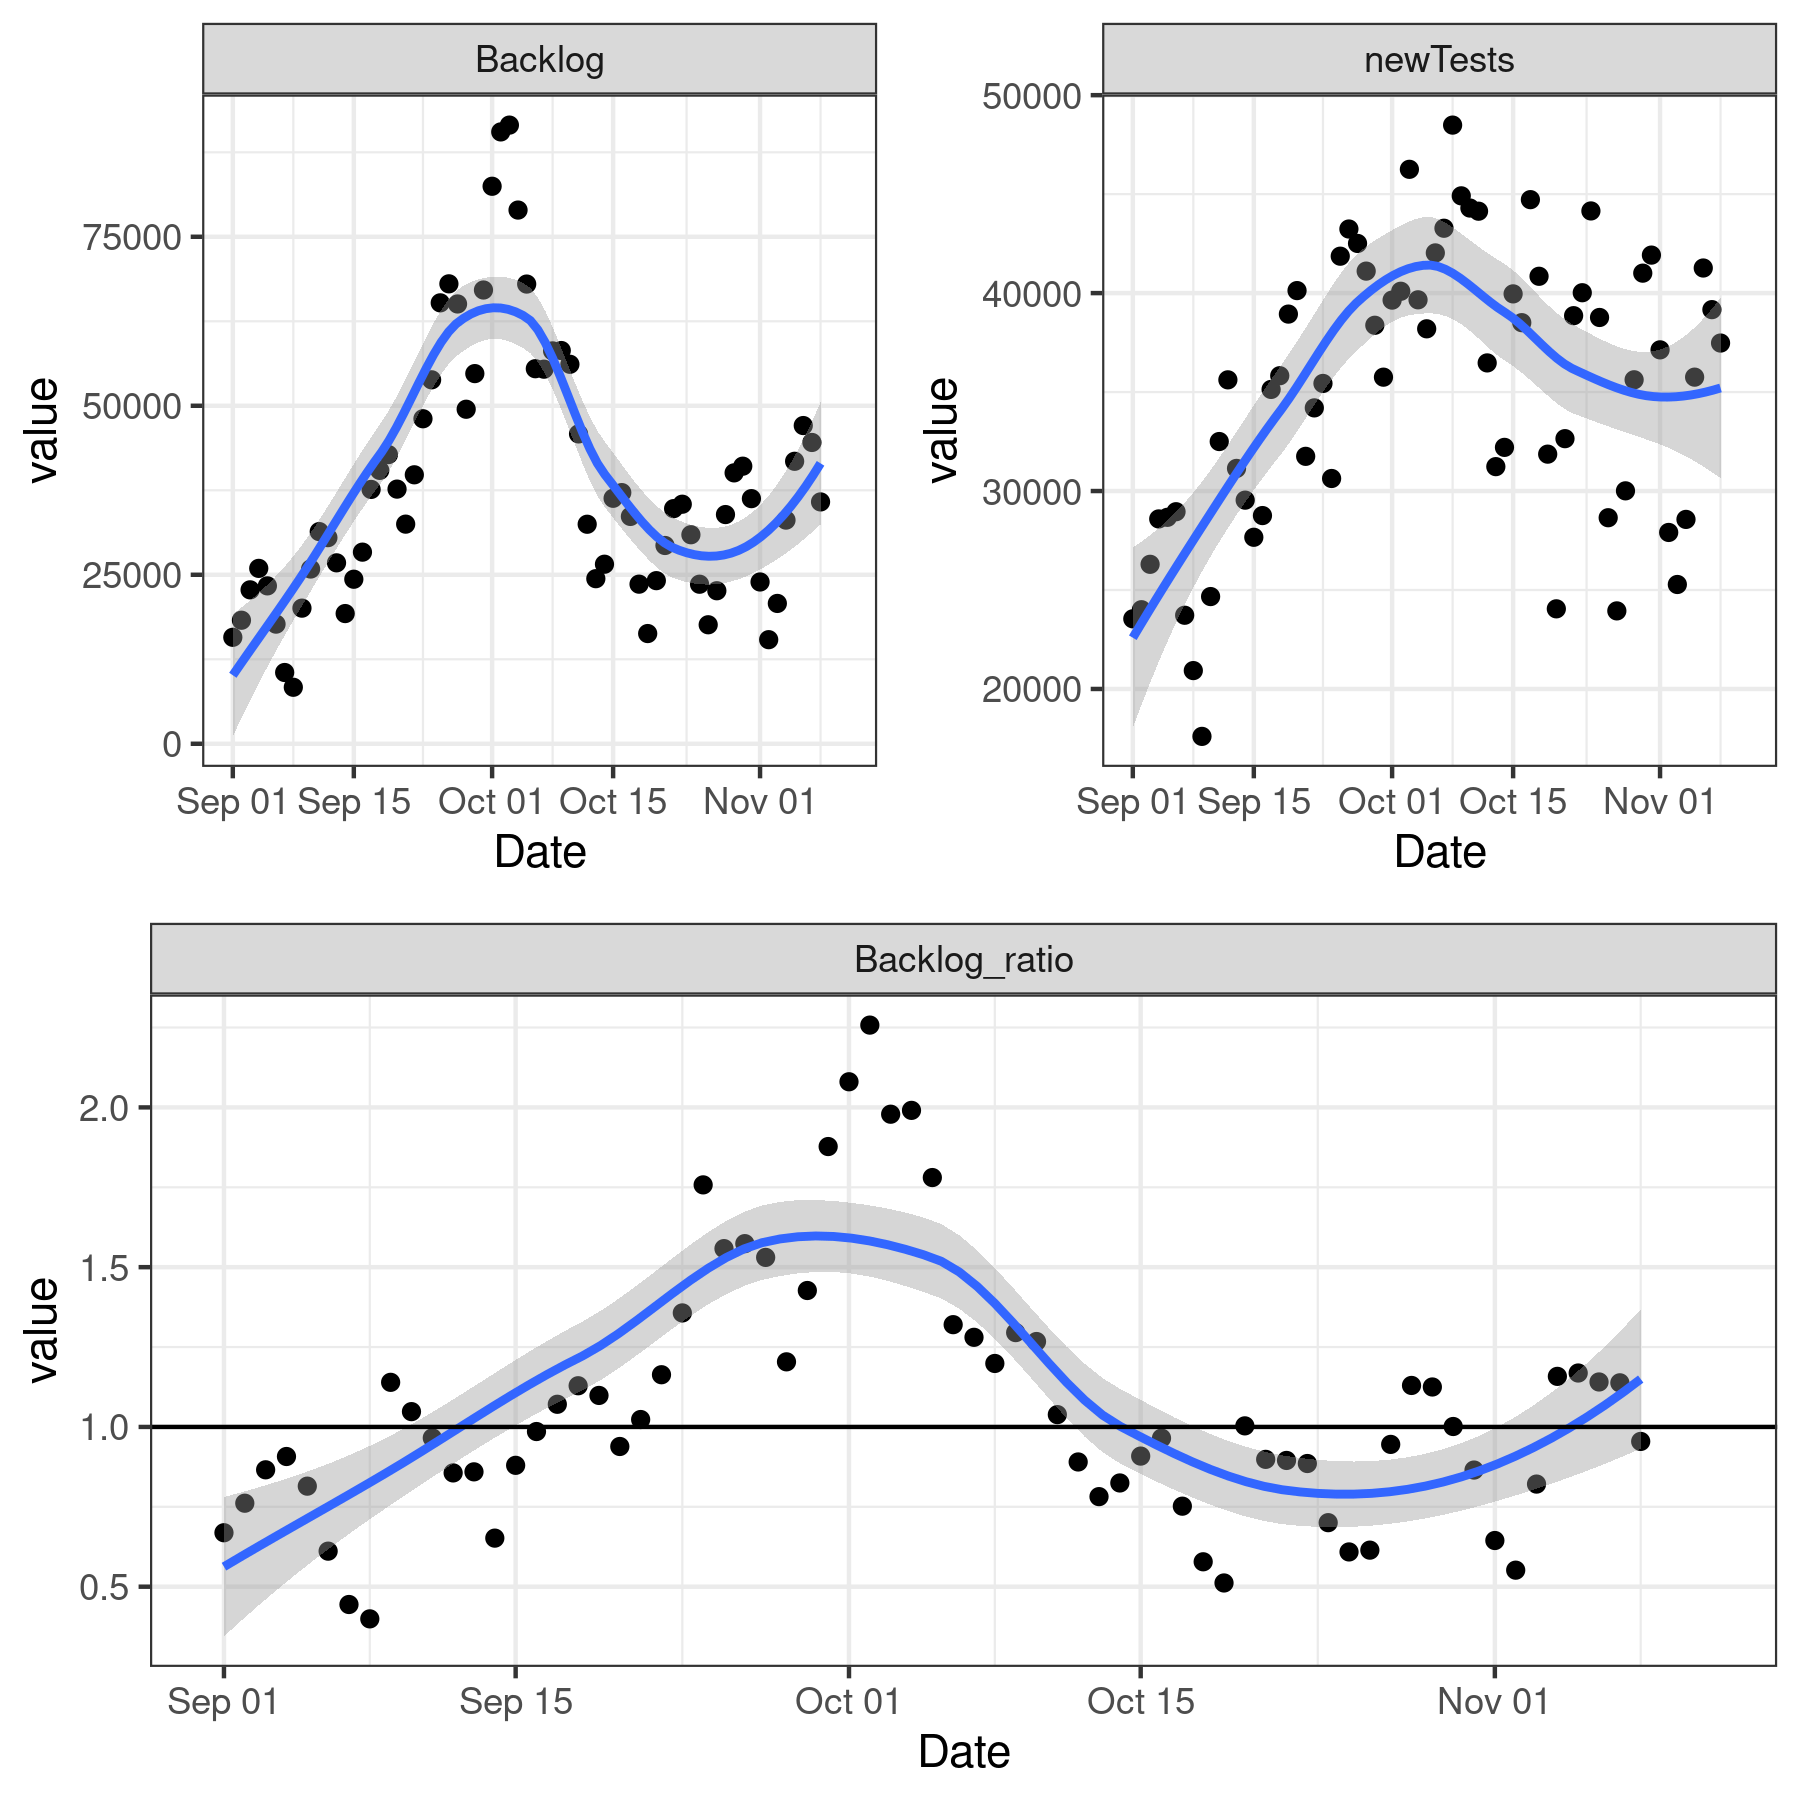 Backlog
value
75000
50000
25000
0
Sep 01 Sep 15 Oct 01 Oct 15 Nov 01
Date
newTests
value
50000
40000
30000
20000
Sep 01 Sep 15 Oct 01 Oct 15 Nov 01
Date
Backlog_ratio
value
2.0
1.5
1.0
0.5
Sep 01 Sep 15 Oct 01 Oct 15 Nov 01
Date